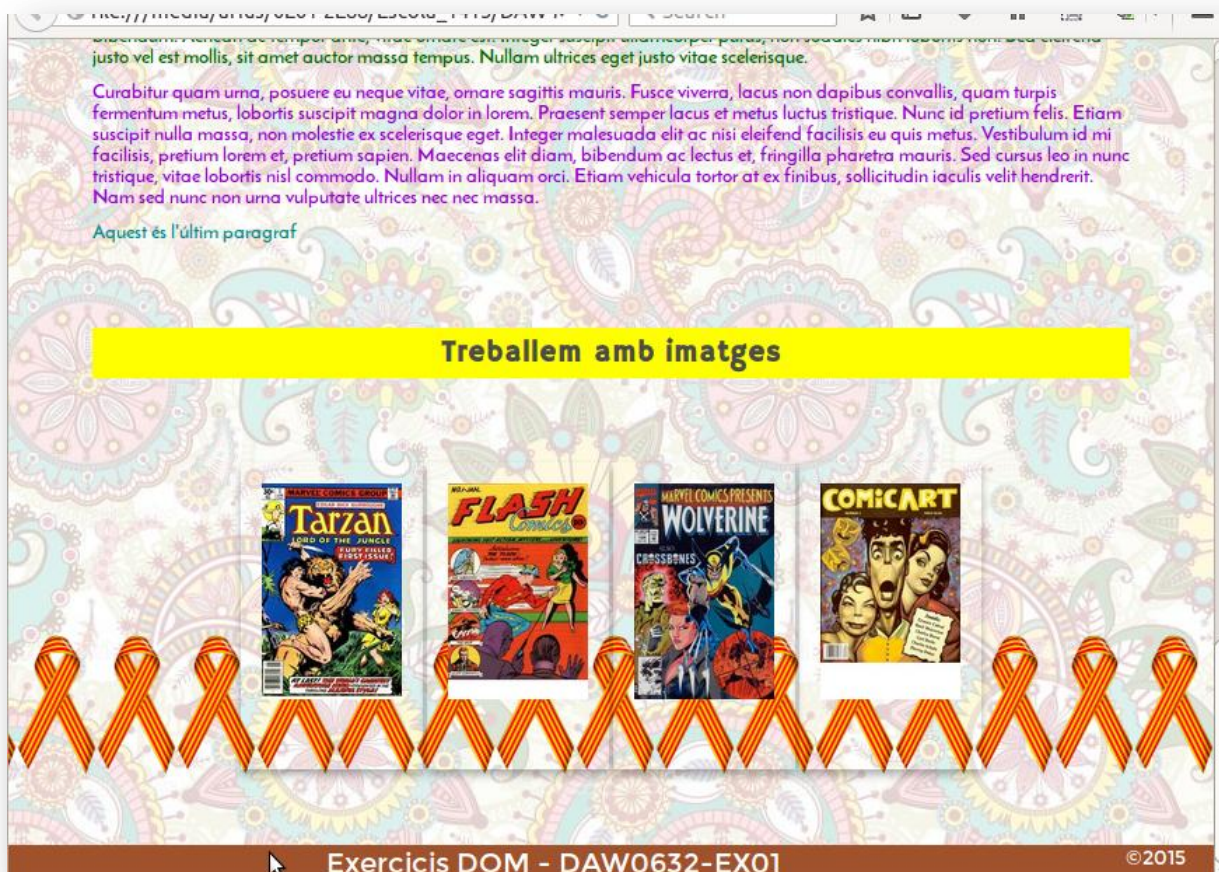 justo vel est mollis, sit amet auctor massa tempus. Nullam ultrices eget justo vitae scelerisque.
Curabitur quam urna, posuere eu neque vitae, ornare sagittis mauris. Fusce viverra, lacus non dapibus convallis, quam turpis
fermentum metus, lobortis suscipit magna dolor in lorem. Praesent semper lacus et metus luctus tristique. Nunc id pretium felis. Etiam
suscipit nulla massa, non molestie ex scelerisque eget. Integer malesuada elit ac nisi eleifend facilisis eu quis metus. Vestibulum id mi
facilisis, pretium lorem et, pretium sapien. Maecenas elit diam, bibendum ac lectus et, fringilla pharetra mauris. Sed cursus leo in nunc
tristique, vitae lobortis nisl commodo. Nullam in aliquam orci. Etiam vehicula tortor at ex finibus, sollicitudin iaculis velit hendrerit.
Nam sed nunc non urna vulputate ultrices nec nec massa.
Aquest és l'últim paragraf
Treballem amb imatges
MARVEL COMICS GROUP
Tarzan
LORD OF THE JUNGLE
FURY FILLED
FIRST ISSUE!
FLASH
Comics
MARVEL COMICS PRESENTS
WOLVERINE
CROSSBONES
COMICART
Exercicis DOM - DAW0632-EX01
©2015